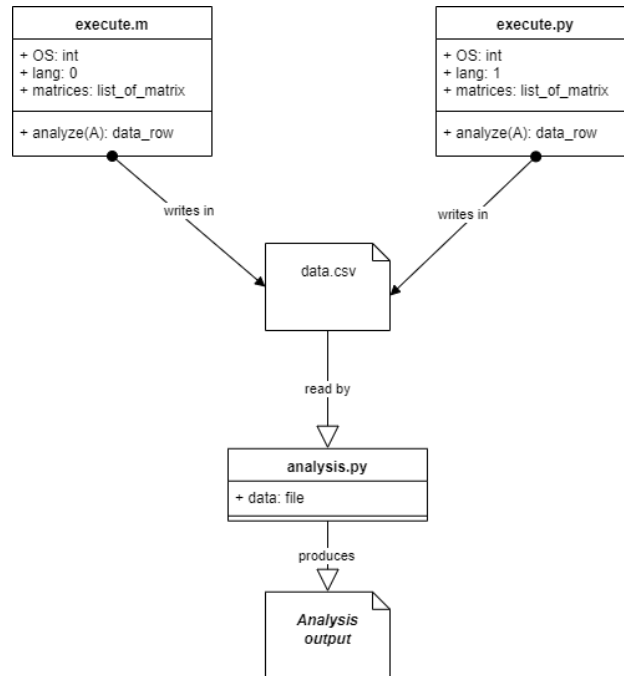 execute.m
+ OS: int
+ lang: 0
+ matrices: list_of_matrix
+ analyze(A): data_row
execute.py
+ OS: int
+ lang: 1
+ matrices: list_of_matrix
+ analyze(A): data_row
writes in
writes in
data.csv
read by
analysis.py
+ data: file
produces
Analysis
output